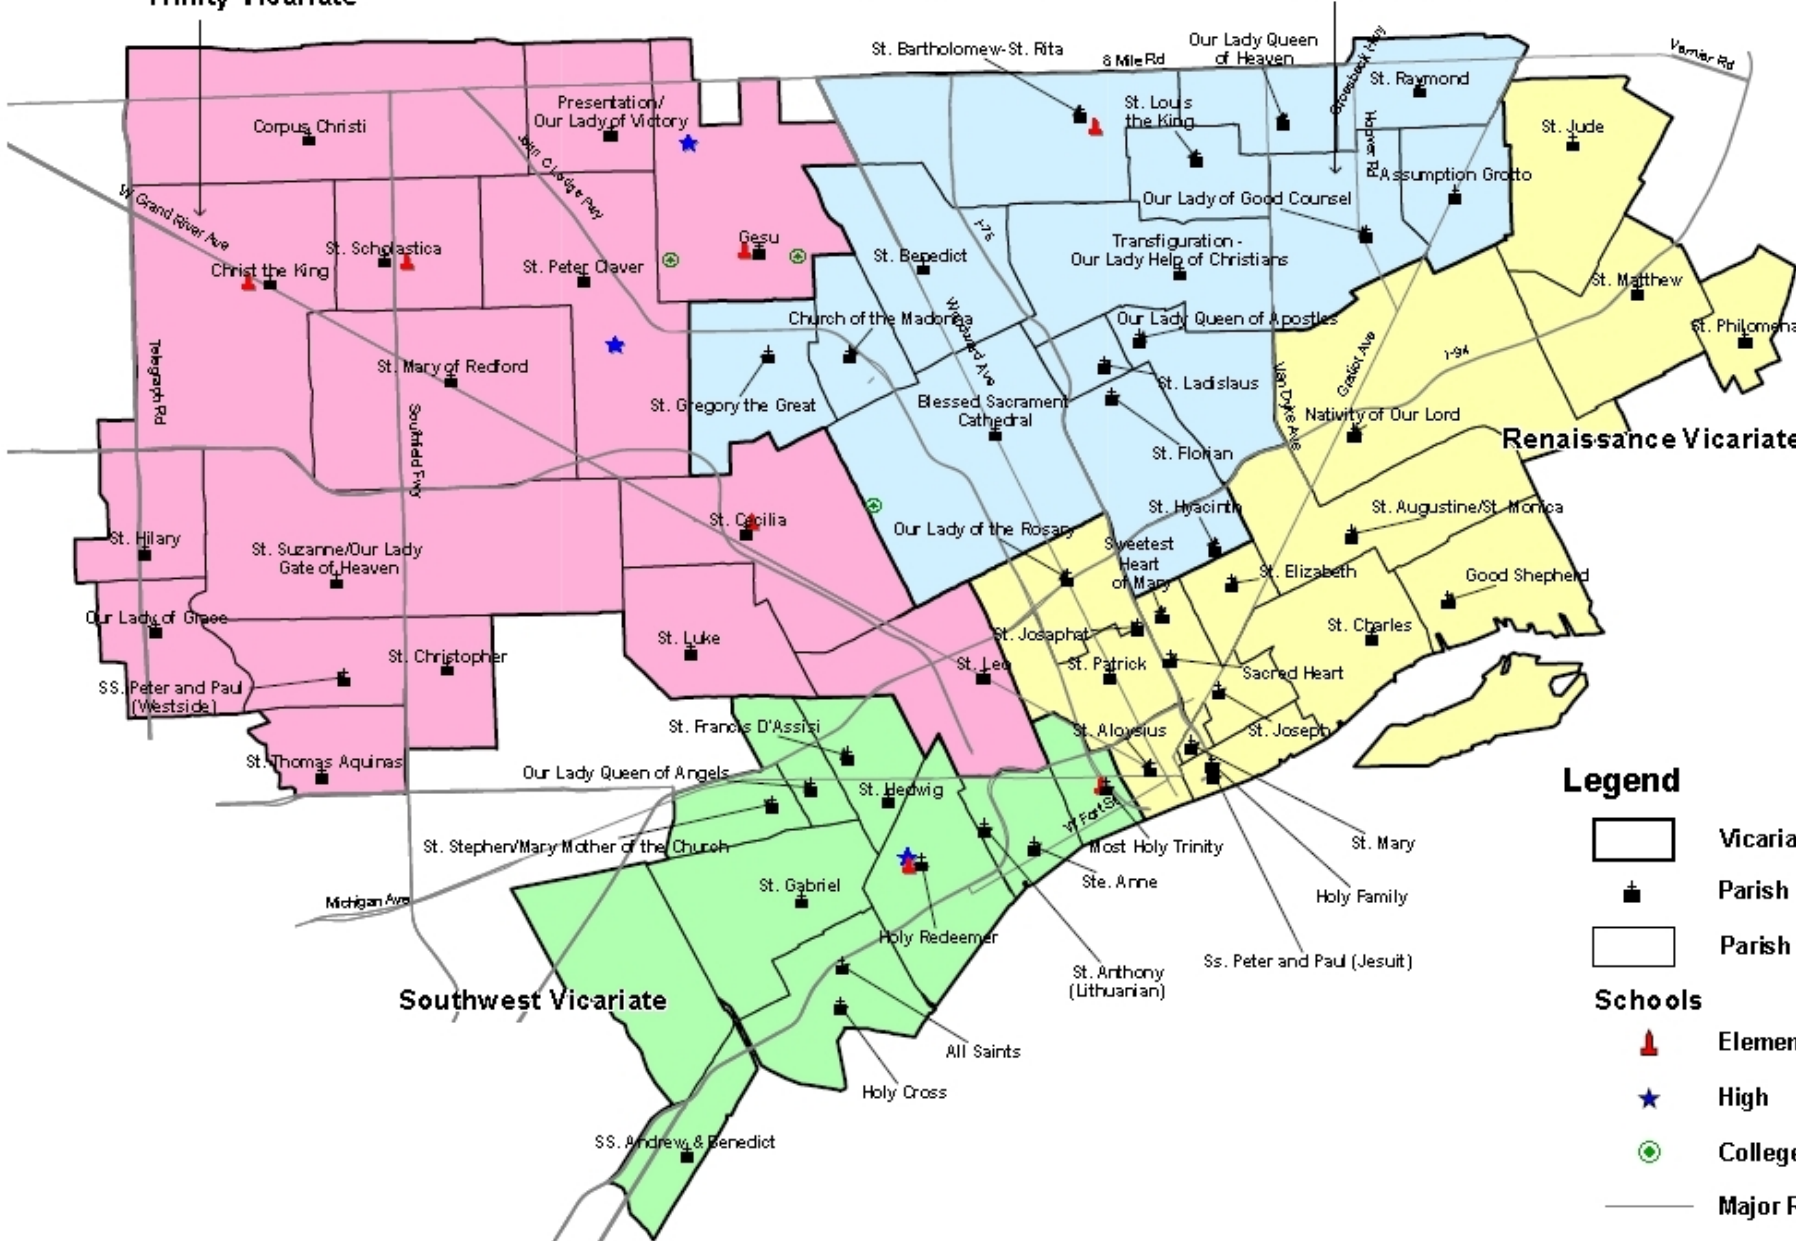 Trinity Vicariate
St. Bartholomew-St. Rita
8 Mile Rd
Our Lady Queen
of Heaven
Groesbeck Hwy
Vernier Rd
St. Raymond
Presentation/
Our Lady of Victory
Corpus Christi
St. Louis
the King
Hoover Rd
St. Jude
John C Lodge Fwy
Assumption Grotto
W Grand River Ave
Our Lady of Good Counsel
I-75
Gesu
St. Scholastica
Christ the King
St. Peter Claver
St. Benedict
Transfiguration -
Our Lady Help of Christians
St. Matthew
Church of the Madonna
Woodward Ave
Our Lady Queen of Apostles
St. Philomena
Telegraph Rd
St. Mary of Redford
I-94
Gratiot Ave
Van Dyke Ave
St. Ladislaus
St. Gregory the Great
Blessed Sacrament
Cathedral
Nativity of Our Lord
Renaissance Vicariate
Southfield Fwy
St. Florian
St. Cecilia
Our Lady of the Rosary
St. Hyacinth
St. Augustine/St. Monica
St. Hilary
St. Suzanne/Our Lady
Gate of Heaven
Sweetest
Heart
of Mary
St. Elizabeth
Good Shepherd
Our Lady of Grace
St. Luke
St. Josaphat
St. Charles
St. Christopher
St. Leo
St. Patrick
Sacred Heart
SS. Peter and Paul
(Westside)
St. Francis D'Assisi
St. Aloysius
St. Joseph
St. Thomas Aquinas
Our Lady Queen of Angels
St. Hedwig
Legend
W Fort St
St. Stephen/Mary Mother of the Church
Most Holy Trinity
St. Mary
Vicaria
St. Gabriel
Ste. Anne
Holy Family
Parish
Michigan Ave
Holy Redeemer
Ss. Peter and Paul (Jesuit)
Parish
St. Anthony
(Lithuanian)
Southwest Vicariate
Schools
All Saints
Elemen
Holy Cross
High
SS. Andrew & Benedict
College
Major R